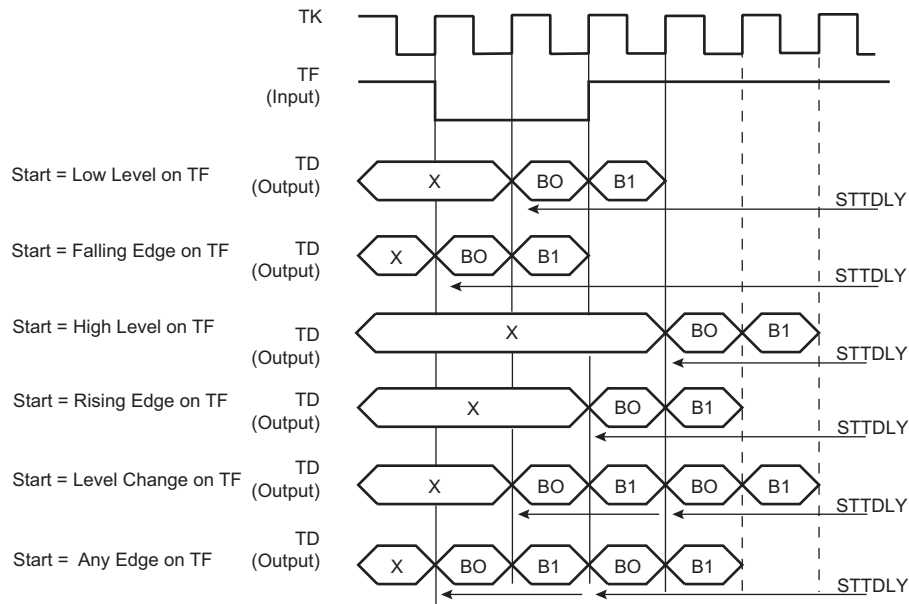 TK
TF
(Input)
Start = Low Level on TF
TD
(Output)
X
BO
B1
STTDLY
Start = Falling Edge on TF
TD
(Output)
X
BO
B1
STTDLY
Start = High Level on TF
TD
(Output)
X
BO
B1
STTDLY
Start = Rising Edge on TF
TD
(Output)
X
BO
B1
STTDLY
Start = Level Change on TF
TD
(Output)
X
BO
B1
BO
B1
STTDLY
Start = Any Edge on TF
TD
(Output)
X
BO
B1
BO
B1
STTDLY